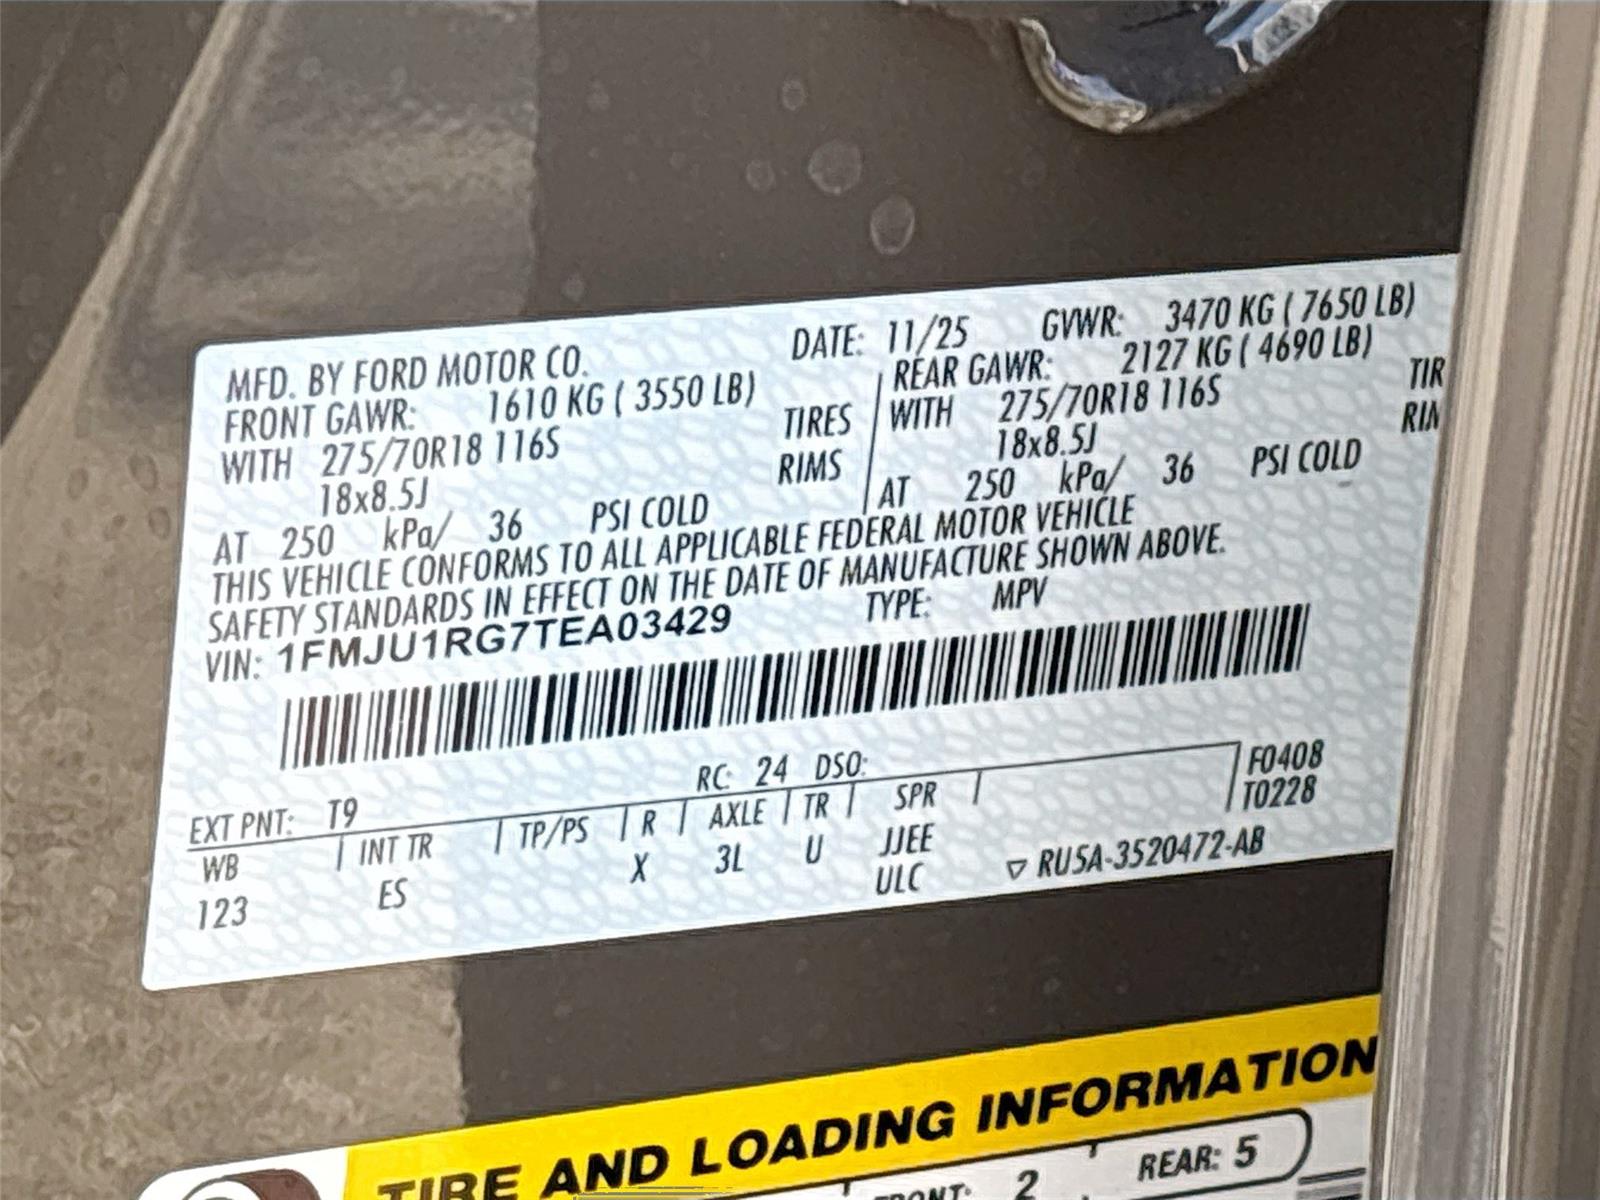 MFD. BY FORD MOTOR CO. DATE: 11/25 GVWR: 3470 KG ( 7650 LB)
FRONT GAWR: 1610 KG ( 3550 LB) REAR GAWR: 2127 KG ( 4690 LB)
WITH 275/70R18 116S TIRES WITH 275/70R18 116S TIR
18x8.5J RIMS 18x8.5J RIM
AT 250 kPa/ 36 PSI COLD AT 250 kPa/ 36 PSI COLD
THIS VEHICLE CONFORMS TO ALL APPLICABLE FEDERAL MOTOR VEHICLE
SAFETY STANDARDS IN EFFECT ON THE DATE OF MANUFACTURE SHOWN ABOVE.
VIN: 1FMJU1RG7TEA03429 TYPE: MPV
EXT PNT: T9 RC: 24 DSO: F0408
WB INT TR TP/PS R AXLE TR SPR T0228
123 ES X 3L U JJEE
ULC ▽ RU5A-3520472-AB
TIRE AND LOADING INFORMATION
FRONT: 2 REAR: 5